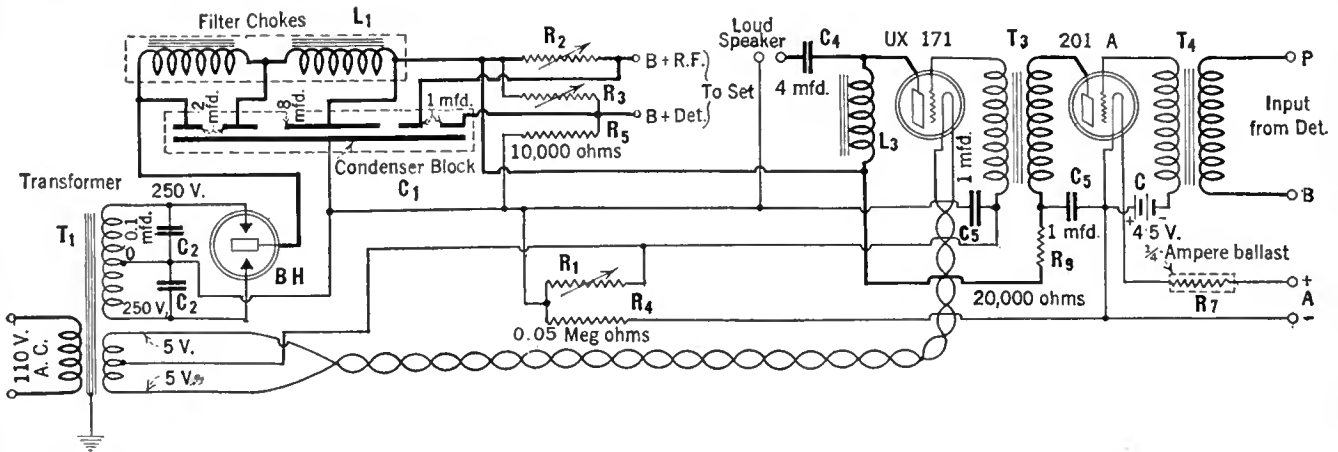 Filter Chokes
L1
R2
B + R.F.
To Set
R3
B + Det.
R5
10,000 ohms
2 mfd.
8 mfd.
1 mfd.
Condenser Block
C1
Loud
Speaker
C4
4 mfd.
UX 171
L3
T3
201 A
T4
P
Input
from Det.
B
1 mfd.
C5
C5
1 mfd.
C
+ -
4·5 V.
¾-Ampere ballast
R7
+
A
-
R9
20,000 ohms
Transformer
T1
250 V.
0.1
mfd.
0
C2
C2
250 V.
BH
R1
R4
0.05 Meg ohms
110 V.
A.C.
5 V.
5 V.